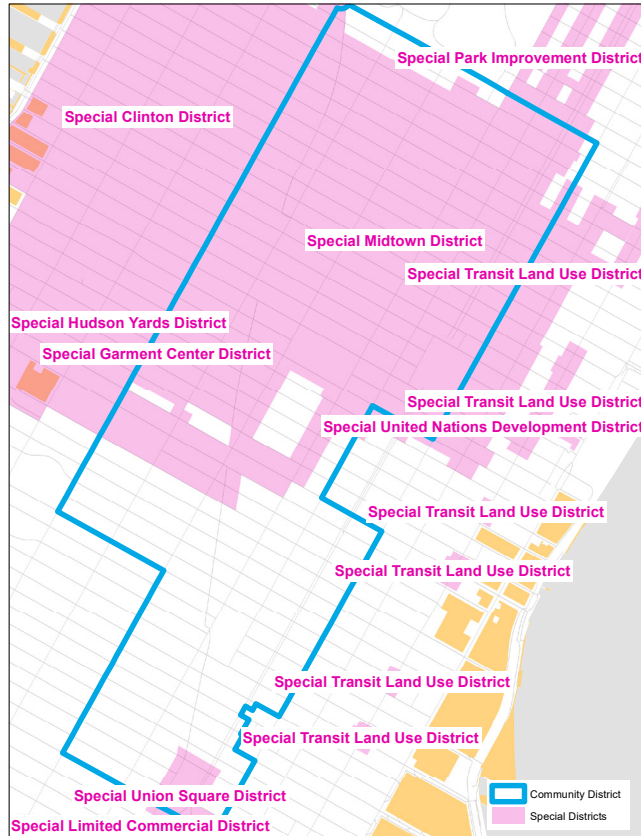 Special Park Improvement District
Special Clinton District
Special Midtown District
Special Transit Land Use District
Special Hudson Yards District
Special Garment Center District
Special Transit Land Use District
Special United Nations Development District
Special Transit Land Use District
Special Transit Land Use District
Special Transit Land Use District
Special Transit Land Use District
Special Union Square District
Special Limited Commercial District
Community District
Special Districts